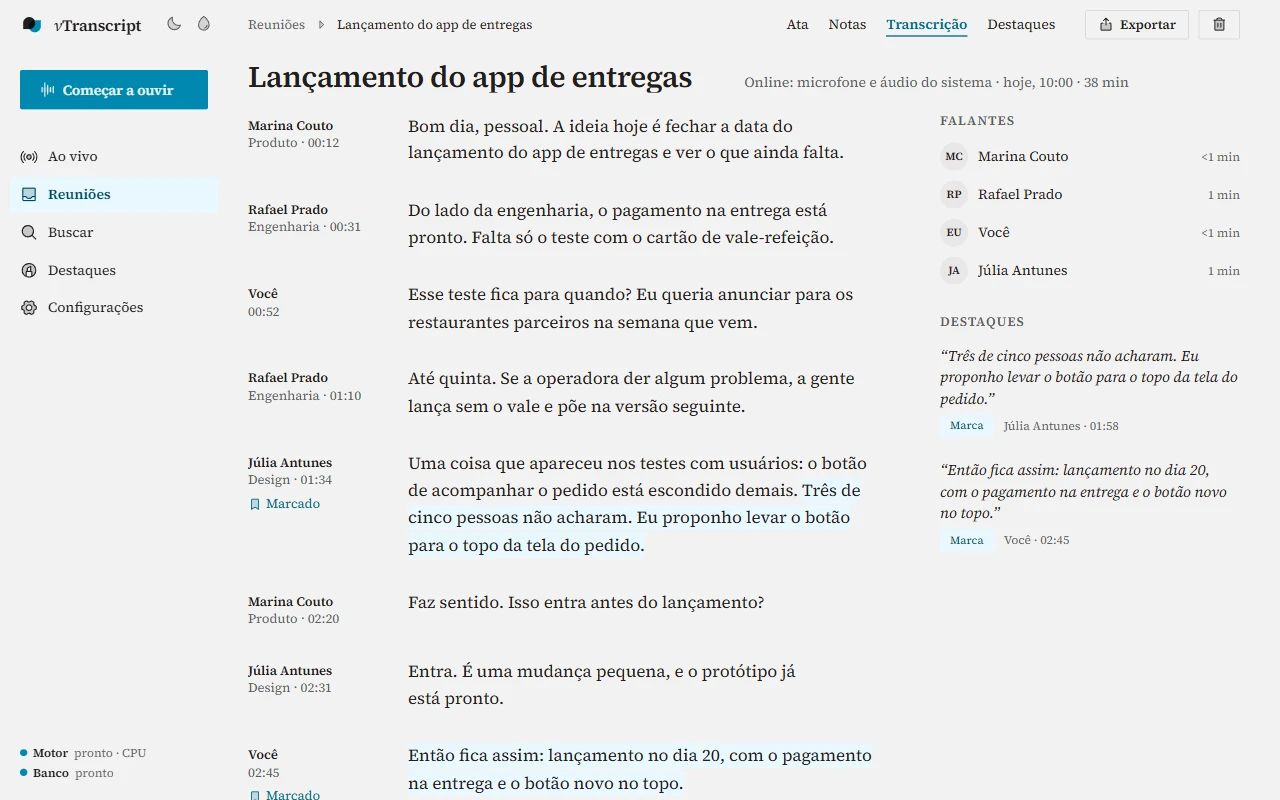 vTranscript
Começar a ouvir
Ao vivo
Reuniões
Buscar
Destaques
Configurações
Motor pronto · CPU
Banco pronto
Reuniões
Lançamento do app de entregas
Ata
Notas
Transcrição
Destaques
Exportar
Lançamento do app de entregas
Online: microfone e áudio do sistema · hoje, 10:00 · 38 min
Marina Couto
Produto · 00:12
Bom dia, pessoal. A ideia hoje é fechar a data do
lançamento do app de entregas e ver o que ainda falta.
Rafael Prado
Engenharia · 00:31
Do lado da engenharia, o pagamento na entrega está
pronto. Falta só o teste com o cartão de vale-refeição.
Você
00:52
Esse teste fica para quando? Eu queria anunciar para os
restaurantes parceiros na semana que vem.
Rafael Prado
Engenharia · 01:10
Até quinta. Se a operadora der algum problema, a gente
lança sem o vale e põe na versão seguinte.
Júlia Antunes
Design · 01:34
Marcado
Uma coisa que apareceu nos testes com usuários: o botão
de acompanhar o pedido está escondido demais. Três de
cinco pessoas não acharam. Eu proponho levar o botão
para o topo da tela do pedido.
Marina Couto
Produto · 02:20
Faz sentido. Isso entra antes do lançamento?
Júlia Antunes
Design · 02:31
Entra. É uma mudança pequena, e o protótipo já
está pronto.
Você
02:45
Marcado
Então fica assim: lançamento no dia 20, com o pagamento
na entrega e o botão novo no topo.
FALANTES
MC Marina Couto <1 min
RP Rafael Prado 1 min
EU Você <1 min
JA Júlia Antunes 1 min
DESTAQUES
“Três de cinco pessoas não acharam. Eu
proponho levar o botão para o topo da tela do
pedido.”
Marca Júlia Antunes · 01:58
“Então fica assim: lançamento no dia 20,
com o pagamento na entrega e o botão novo
no topo.”
Marca Você · 02:45